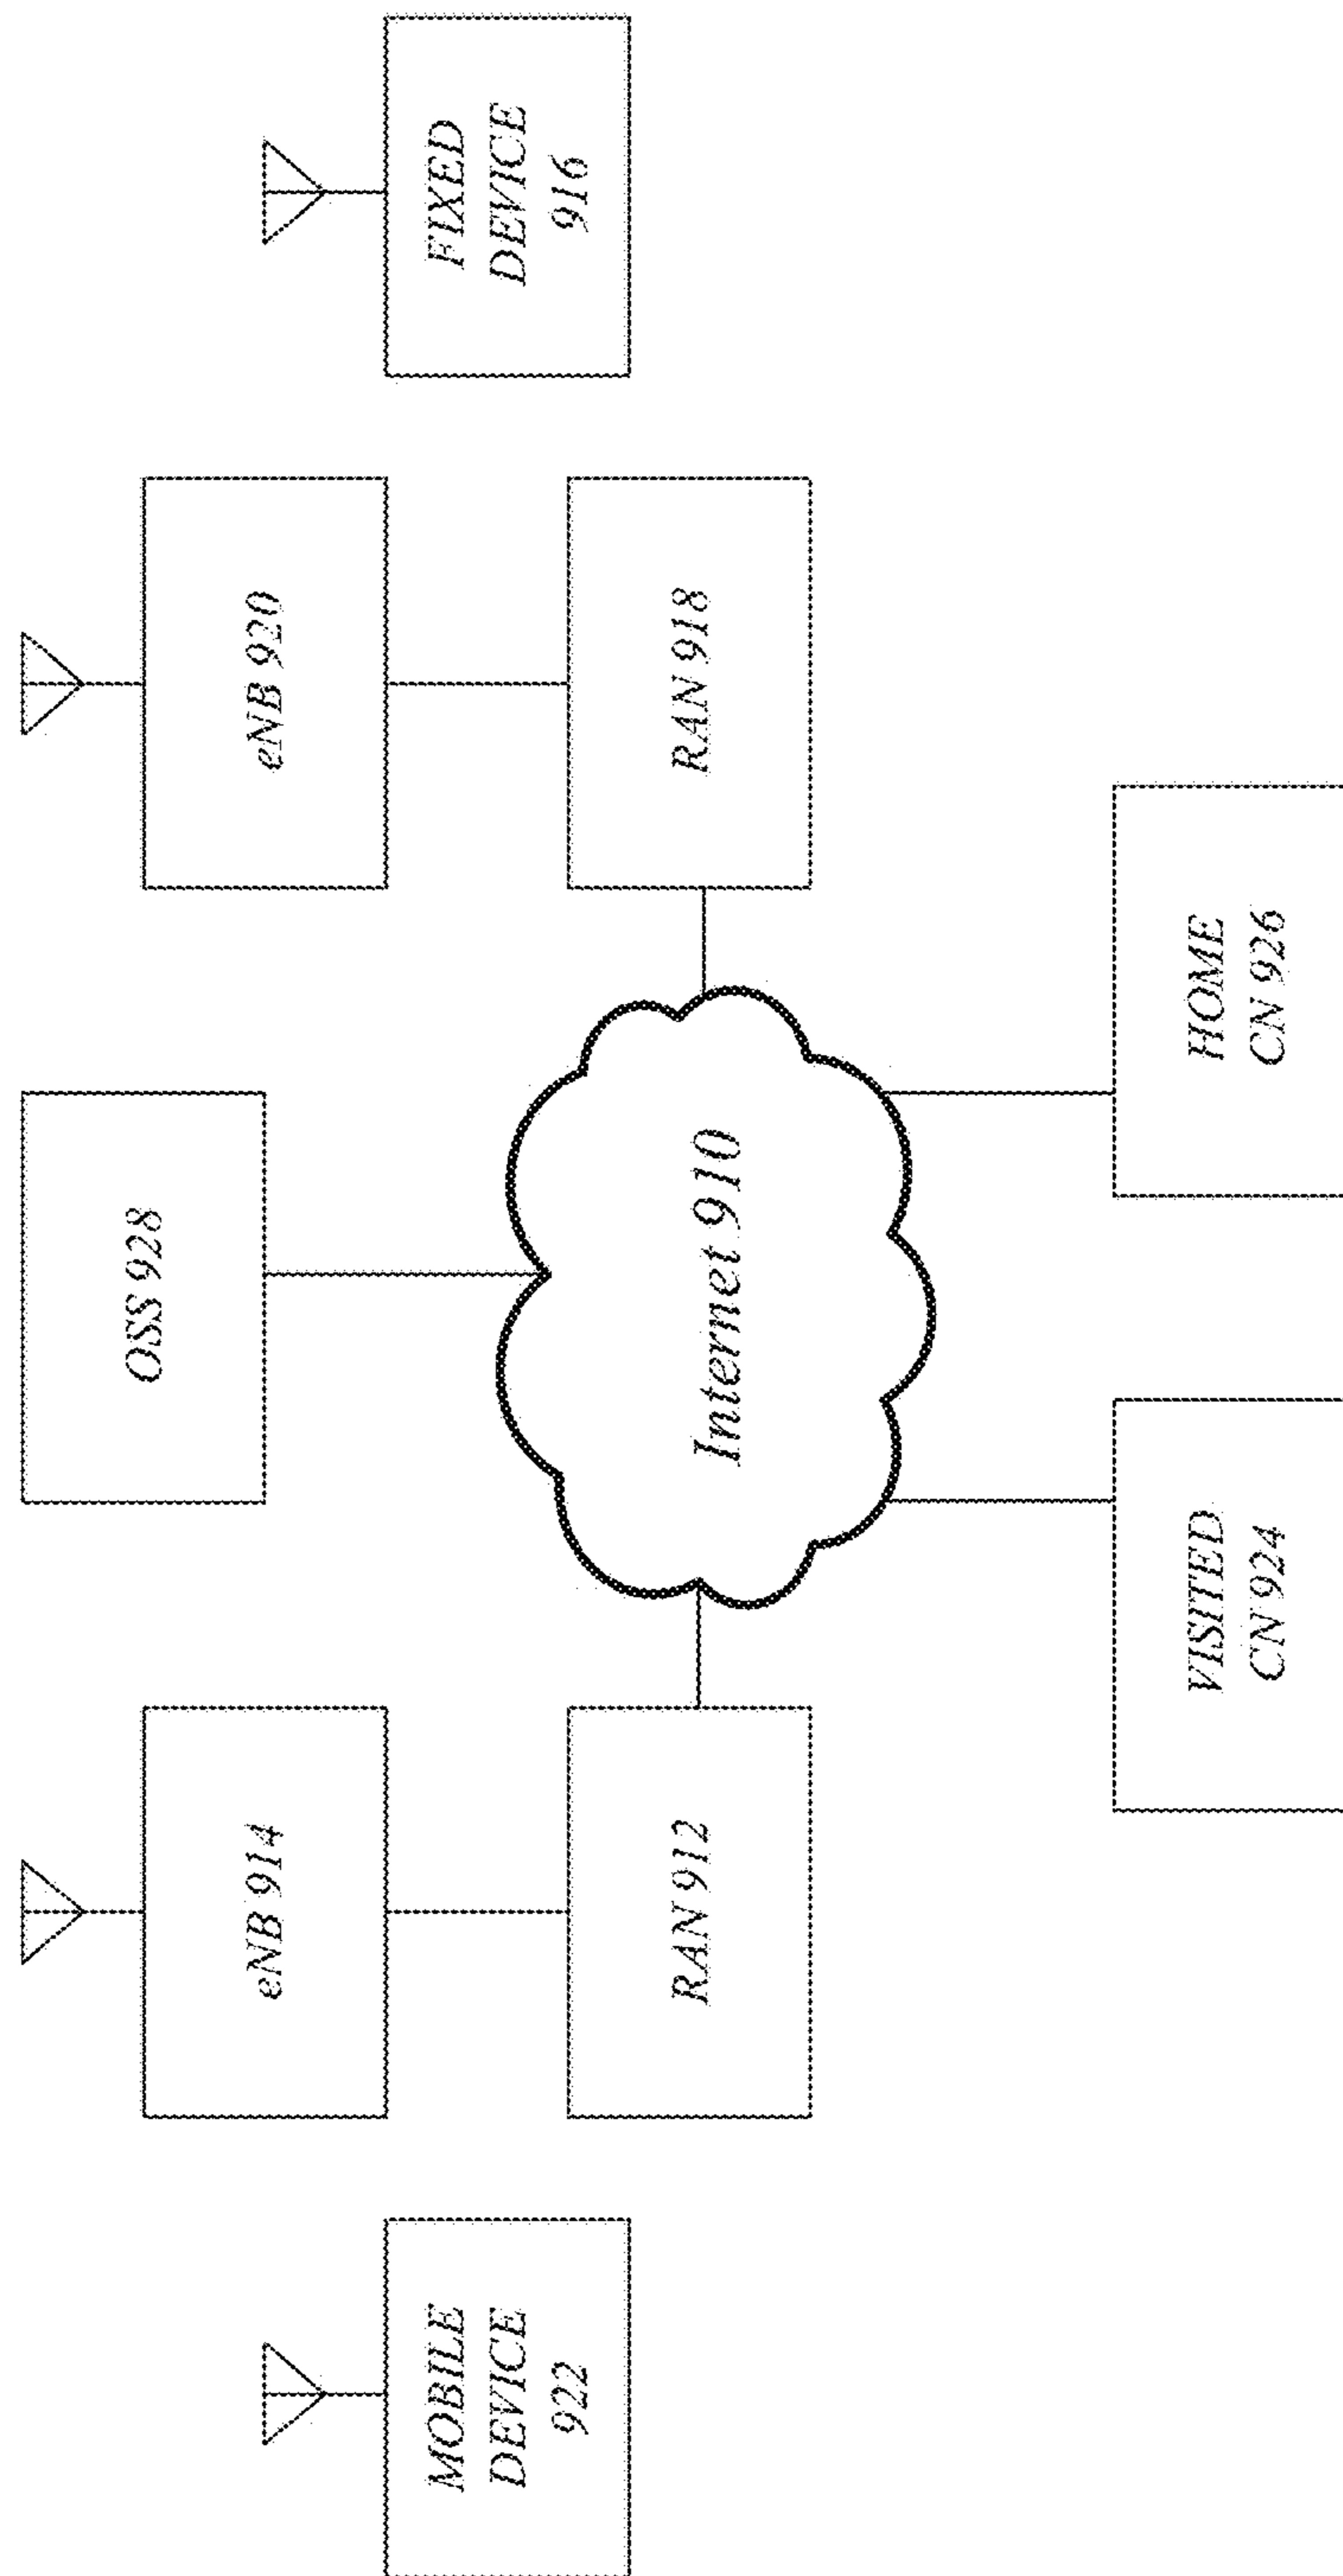 OSS 928
eNB 914
eNB 920
MOBILE
DEVICE
922
FIXED
DEVICE
916
RAN 912
Internet 910
RAN 918
VISITED
CN 924
HOME
CN 926